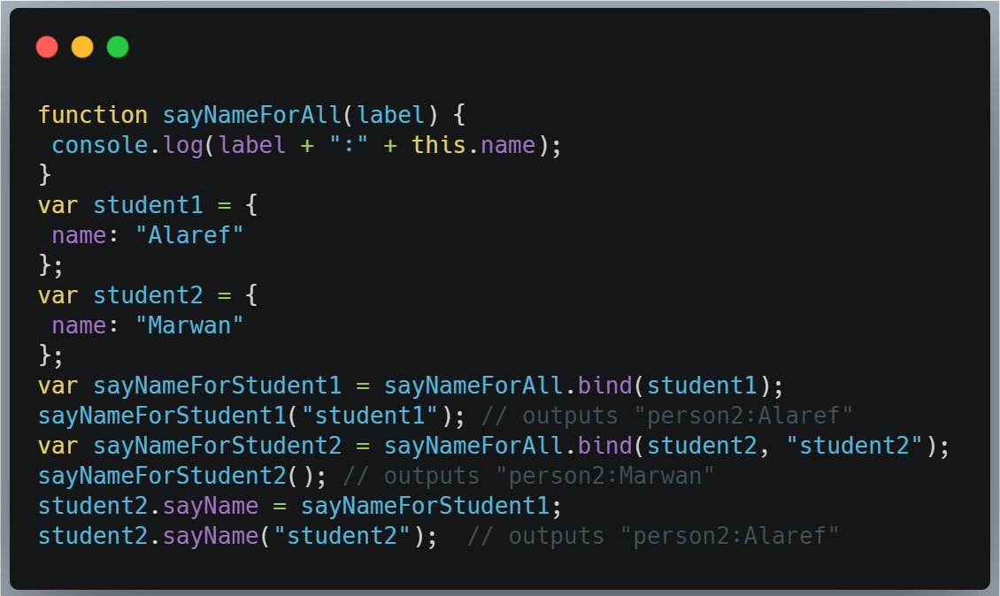 function sayNameForAll(label) {
 console.log(label + ":" + this.name);
}
var student1 = {
 name: "Alaref"
};
var student2 = {
 name: "Marwan"
};
var sayNameForStudent1 = sayNameForAll.bind(student1);
sayNameForStudent1("student1"); // outputs "person2:Alaref"
var sayNameForStudent2 = sayNameForAll.bind(student2, "student2");
sayNameForStudent2(); // outputs "person2:Marwan"
student2.sayName = sayNameForStudent1;
student2.sayName("student2");  // outputs "person2:Alaref"